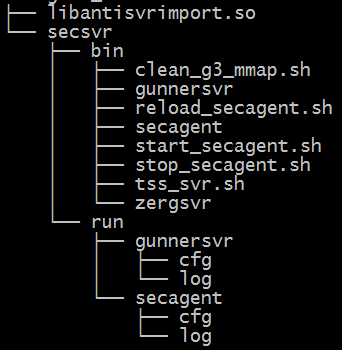 ├── libantisvrimport.so
└── secsvr
    ├── bin
    │   ├── clean_g3_mmap.sh
    │   ├── gunnersvr
    │   ├── reload_secagent.sh
    │   ├── secagent
    │   ├── start_secagent.sh
    │   ├── stop_secagent.sh
    │   ├── tss_svr.sh
    │   └── zergsvr
    └── run
        ├── gunnersvr
        │   ├── cfg
        │   └── log
        └── secagent
            ├── cfg
            └── log